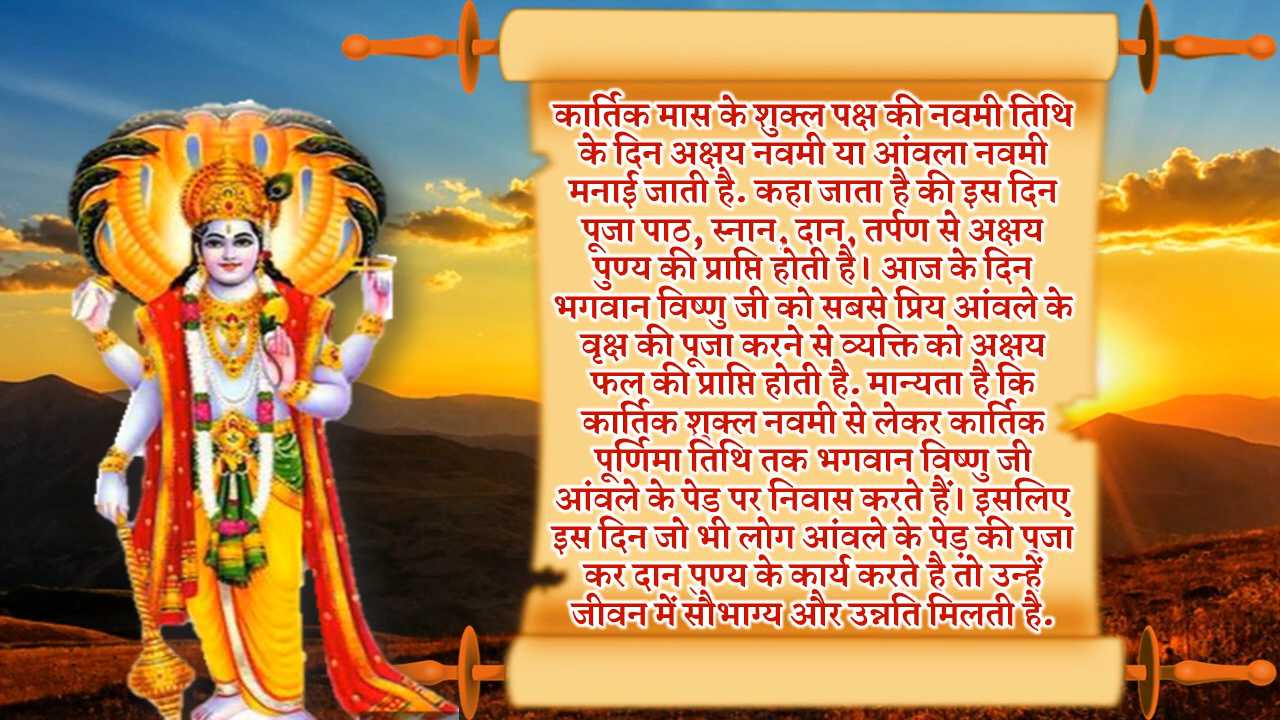 कार्तिक मास के शुक्ल पक्ष की नवमी तिथि
के दिन अक्षय नवमी या आंवला नवमी
मनाई जाती है. कहा जाता है की इस दिन
पूजा पाठ, स्नान, दान, तर्पण से अक्षय
पुण्य की प्राप्ति होती है। आज के दिन
भगवान विष्णु जी को सबसे प्रिय आंवले के
वृक्ष की पूजा करने से व्यक्ति को अक्षय
फल की प्राप्ति होती है. मान्यता है कि
कार्तिक शुक्ल नवमी से लेकर कार्तिक
पूर्णिमा तिथि तक भगवान विष्णु जी
आंवले के पेड़ पर निवास करते हैं। इसलिए
इस दिन जो भी लोग आंवले के पेड़ की पूजा
कर दान पुण्य के कार्य करते है तो उन्हें
जीवन में सौभाग्य और उन्नति मिलती है.